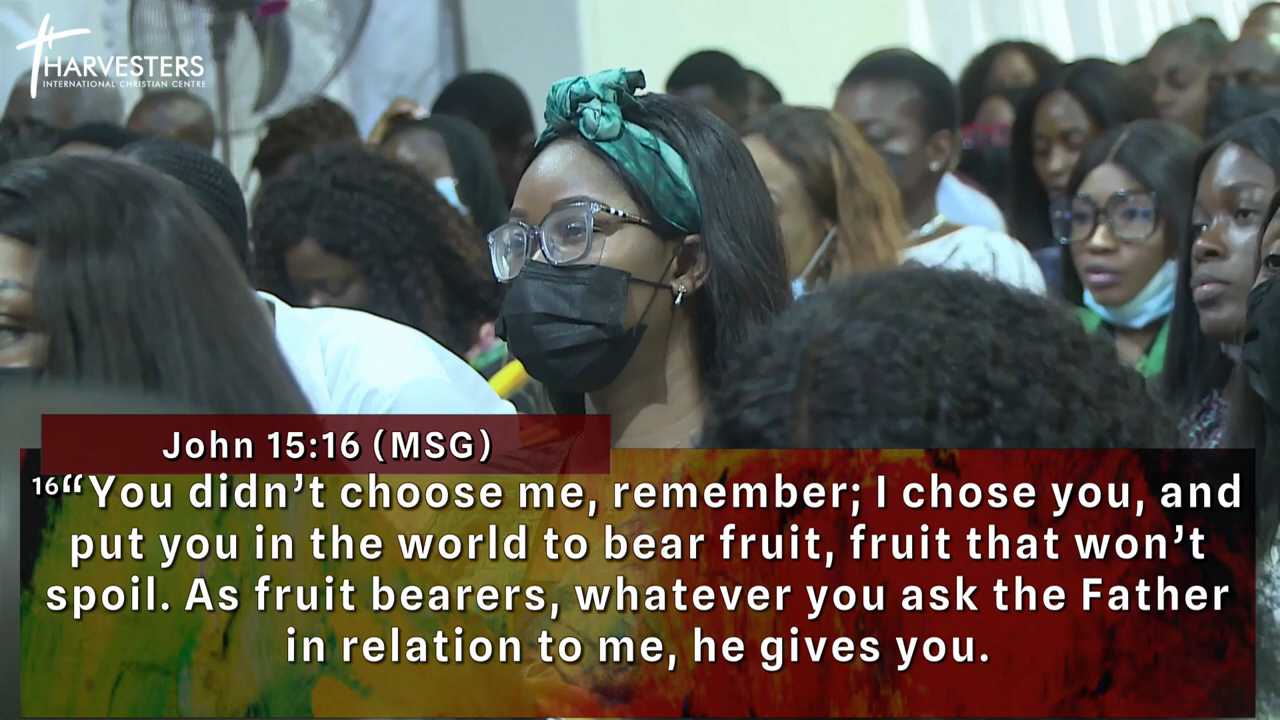 HARVESTERS
INTERNATIONAL CHRISTIAN CENTRE
John 15:16 (MSG)
16“You didn’t choose me, remember; I chose you, and
put you in the world to bear fruit, fruit that won’t
spoil. As fruit bearers, whatever you ask the Father
in relation to me, he gives you.